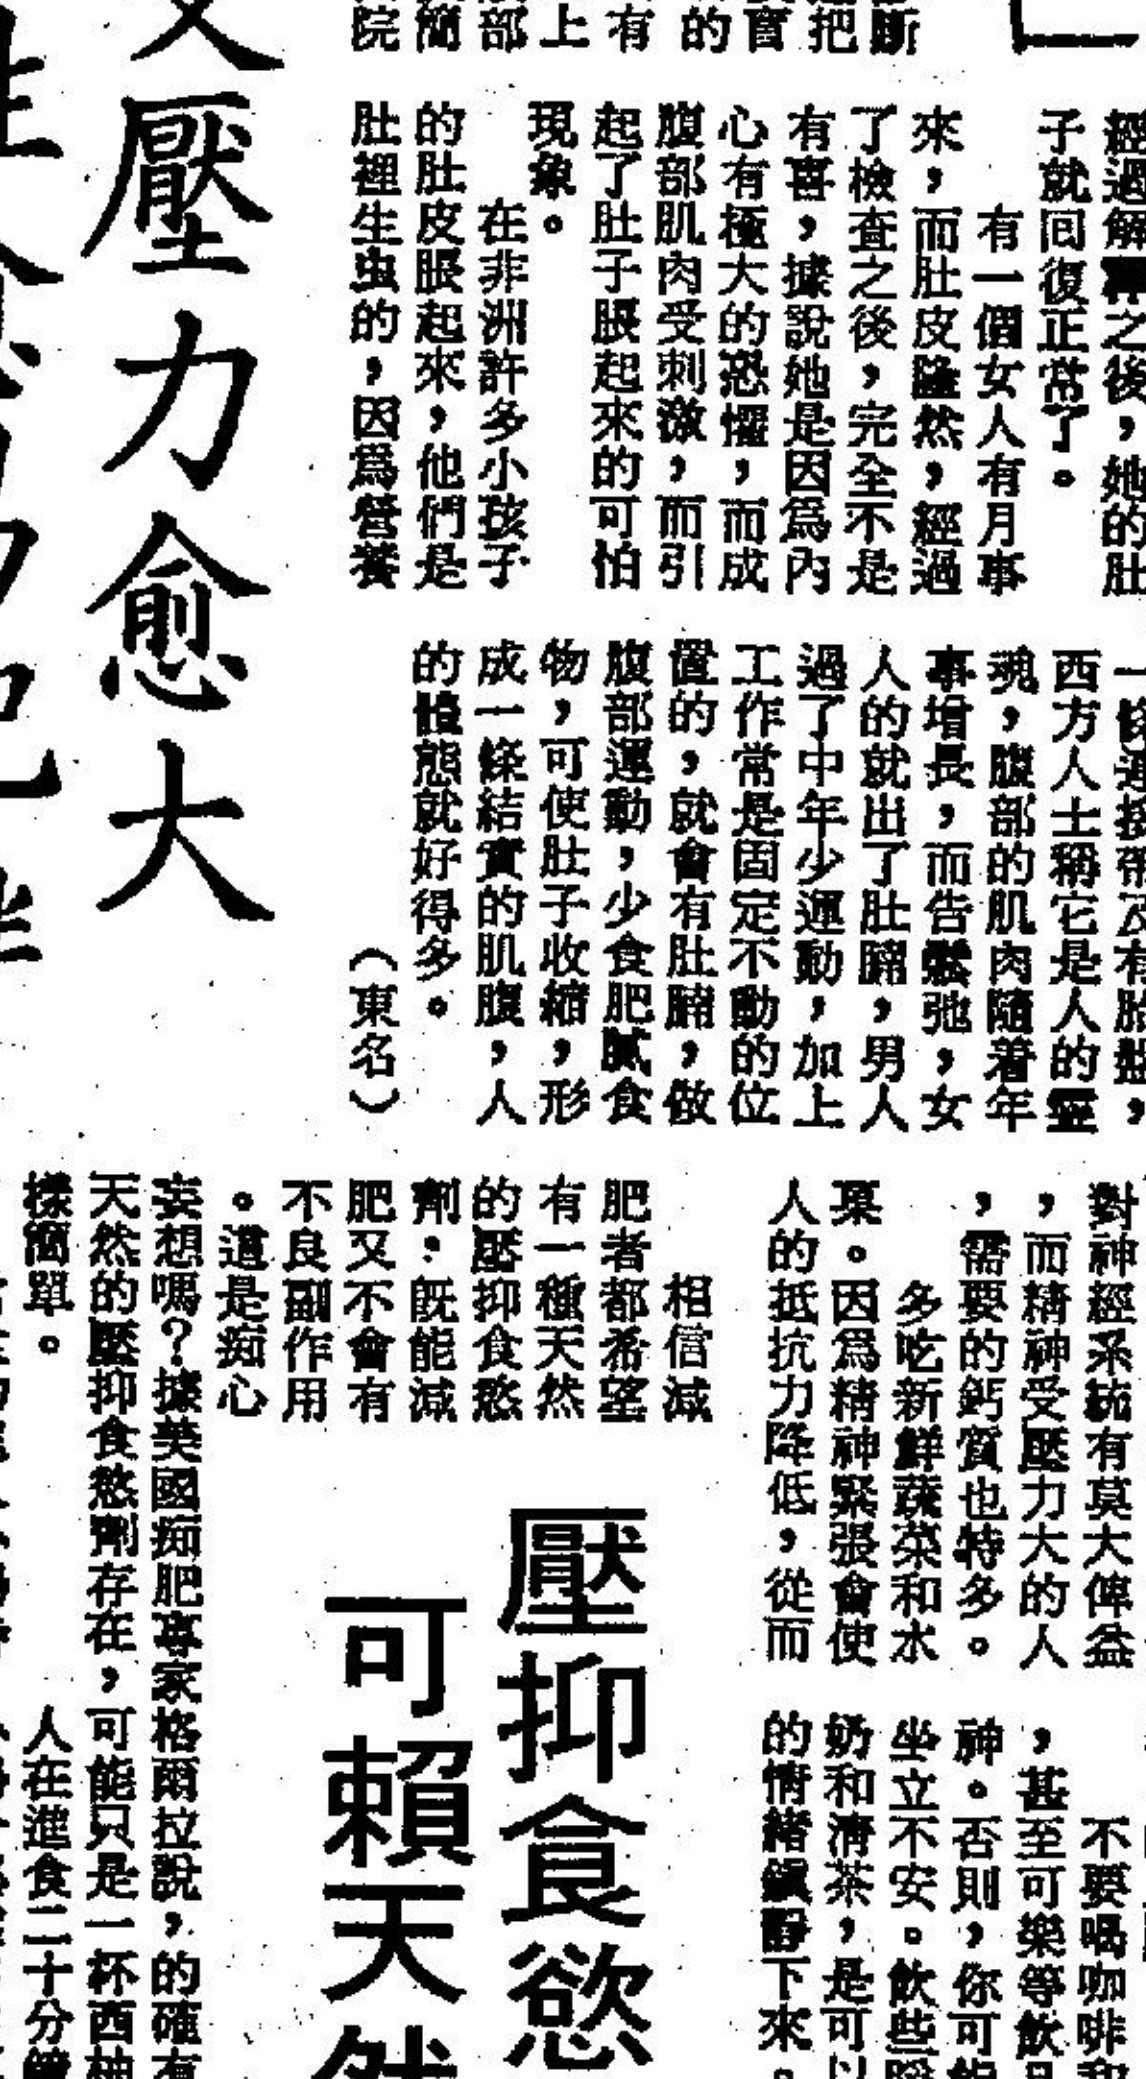 經過解釋之後，她的肚
子就回復正常了。
有一個女人有月事
來，而肚皮隆然，經過
了檢查之後，完全不是
有喜，據說她是因為內
心有極大的恐懼，而成
腹部肌肉受刺激，而引
起了肚子脹起來的可怕
現象。
在非洲許多小孩子
的肚皮脹起來，他們是
肚裡生虫的，因為營養
西方人士稱它是人的靈
魂，腹部的肌肉隨着年
事增長，而告鬆弛，女
人的就出了肚腩，男人
過了中年少運動，加上
工作常是固定不動的位
置的，就會有肚腩，做
腹部運動，少食肥膩食
物，可使肚子收縮，形
成一條結實的肌腹，人
的體態就好得多。
（東名）
壓力愈大
對神經系統有莫大俾益
，而精神受壓力大的人
，需要的鈣質也特多。
多吃新鮮蔬菜和水
菓。因為精神緊張會使
人的抵抗力降低，從而
不要喝咖啡和
，甚至可樂等飲品
神。否則，你可能
坐立不安。飲些
奶和清茶，是可以
的情緒鎮靜下來。
壓抑食慾
可賴天然
相信減
肥者都希望
有一種天然
的壓抑食慾
劑：既能減
肥又不會有
不良副作用
。這是痴心
妄想嗎？據美國痴肥專家格爾拉說，的確有
天然的壓抑食慾劑存在，可能只是一杯西柚
樣簡單。
人在進食二十分鐘